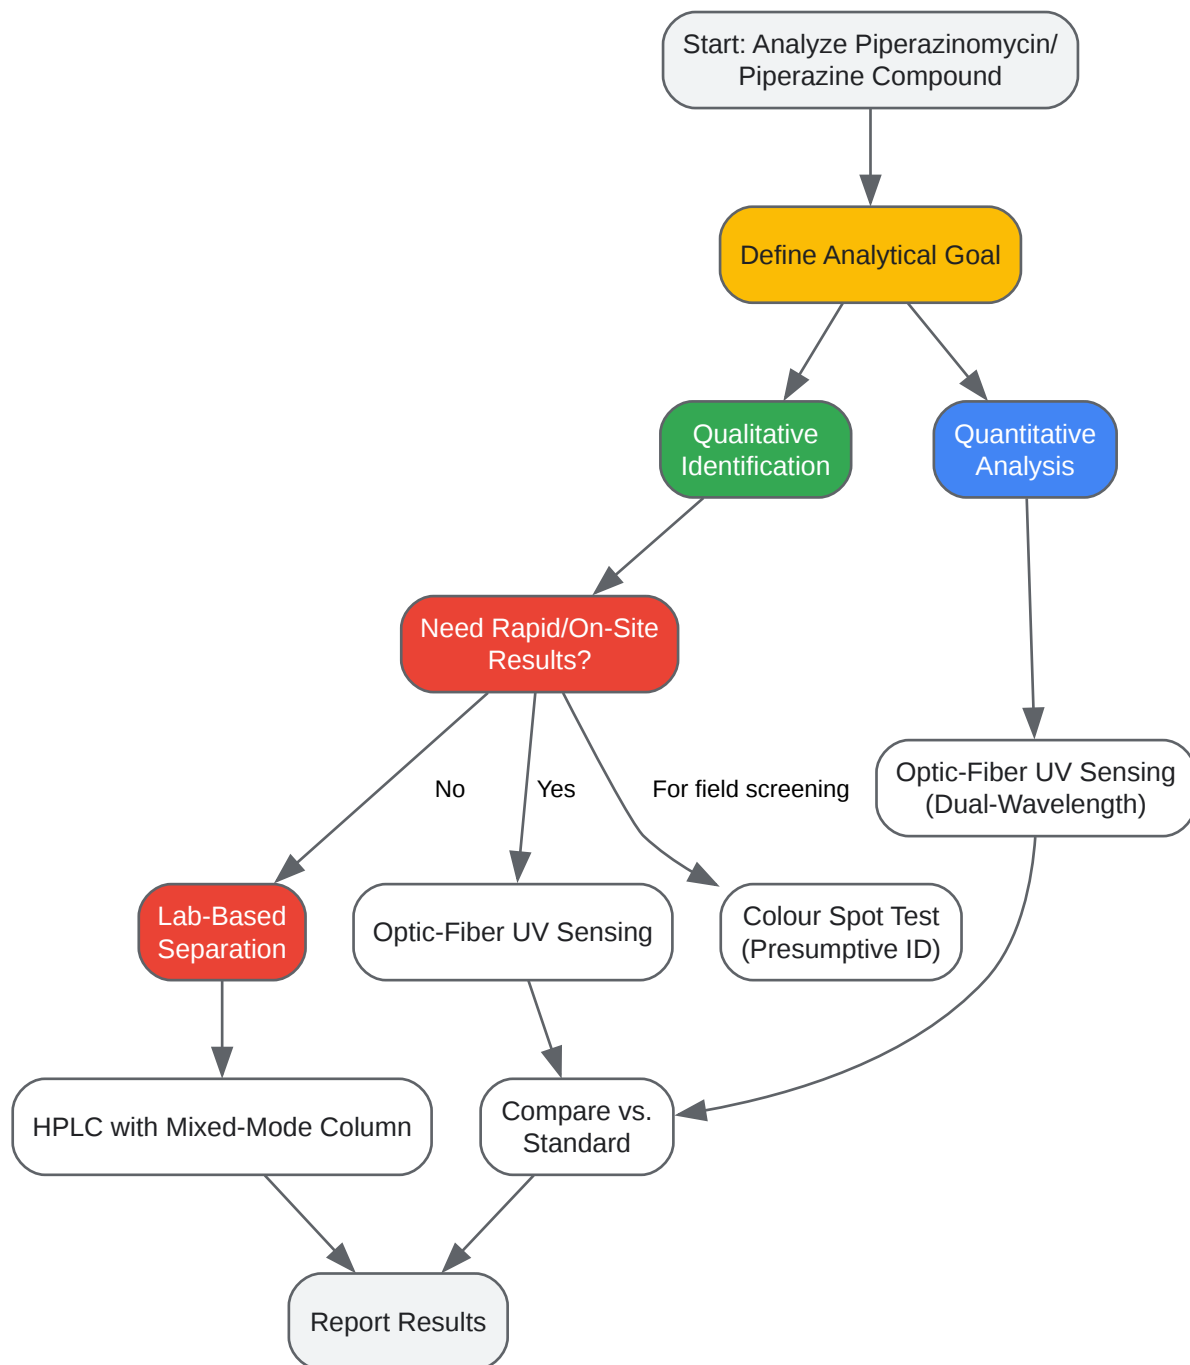 Start: Analyze Piperazinomycin/
Piperazine Compound
Define Analytical Goal
Qualitative
Identification
Quantitative
Analysis
Need Rapid/On-Site
Results?
No
Yes
For field screening
Optic-Fiber UV Sensing
(Dual-Wavelength)
Lab-Based
Separation
Optic-Fiber UV Sensing
Colour Spot Test
(Presumptive ID)
HPLC with Mixed-Mode Column
Compare vs.
Standard
Report Results